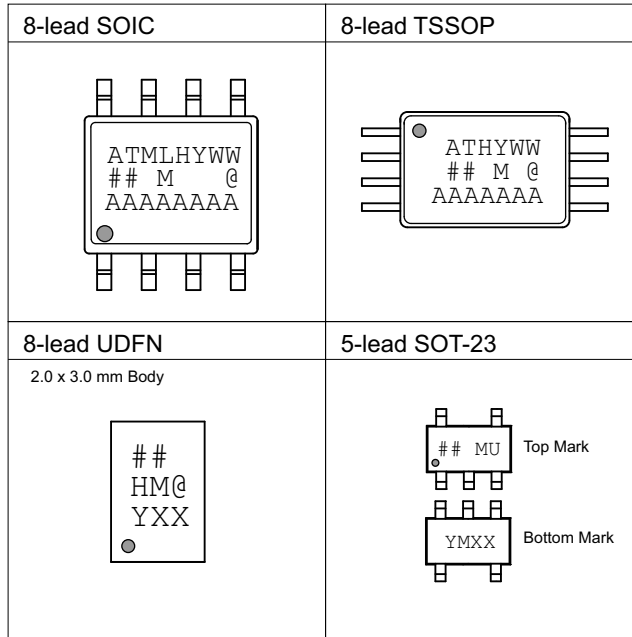 8-lead SOIC
ATMLHYWW
## M @
AAAAAAAA
8-lead TSSOP
ATHYWW
## M @
AAAAAAA
8-lead UDFN
2.0 x 3.0 mm Body
##
HM@
YXX
5-lead SOT-23
## MU
Top Mark
YMXX
Bottom Mark